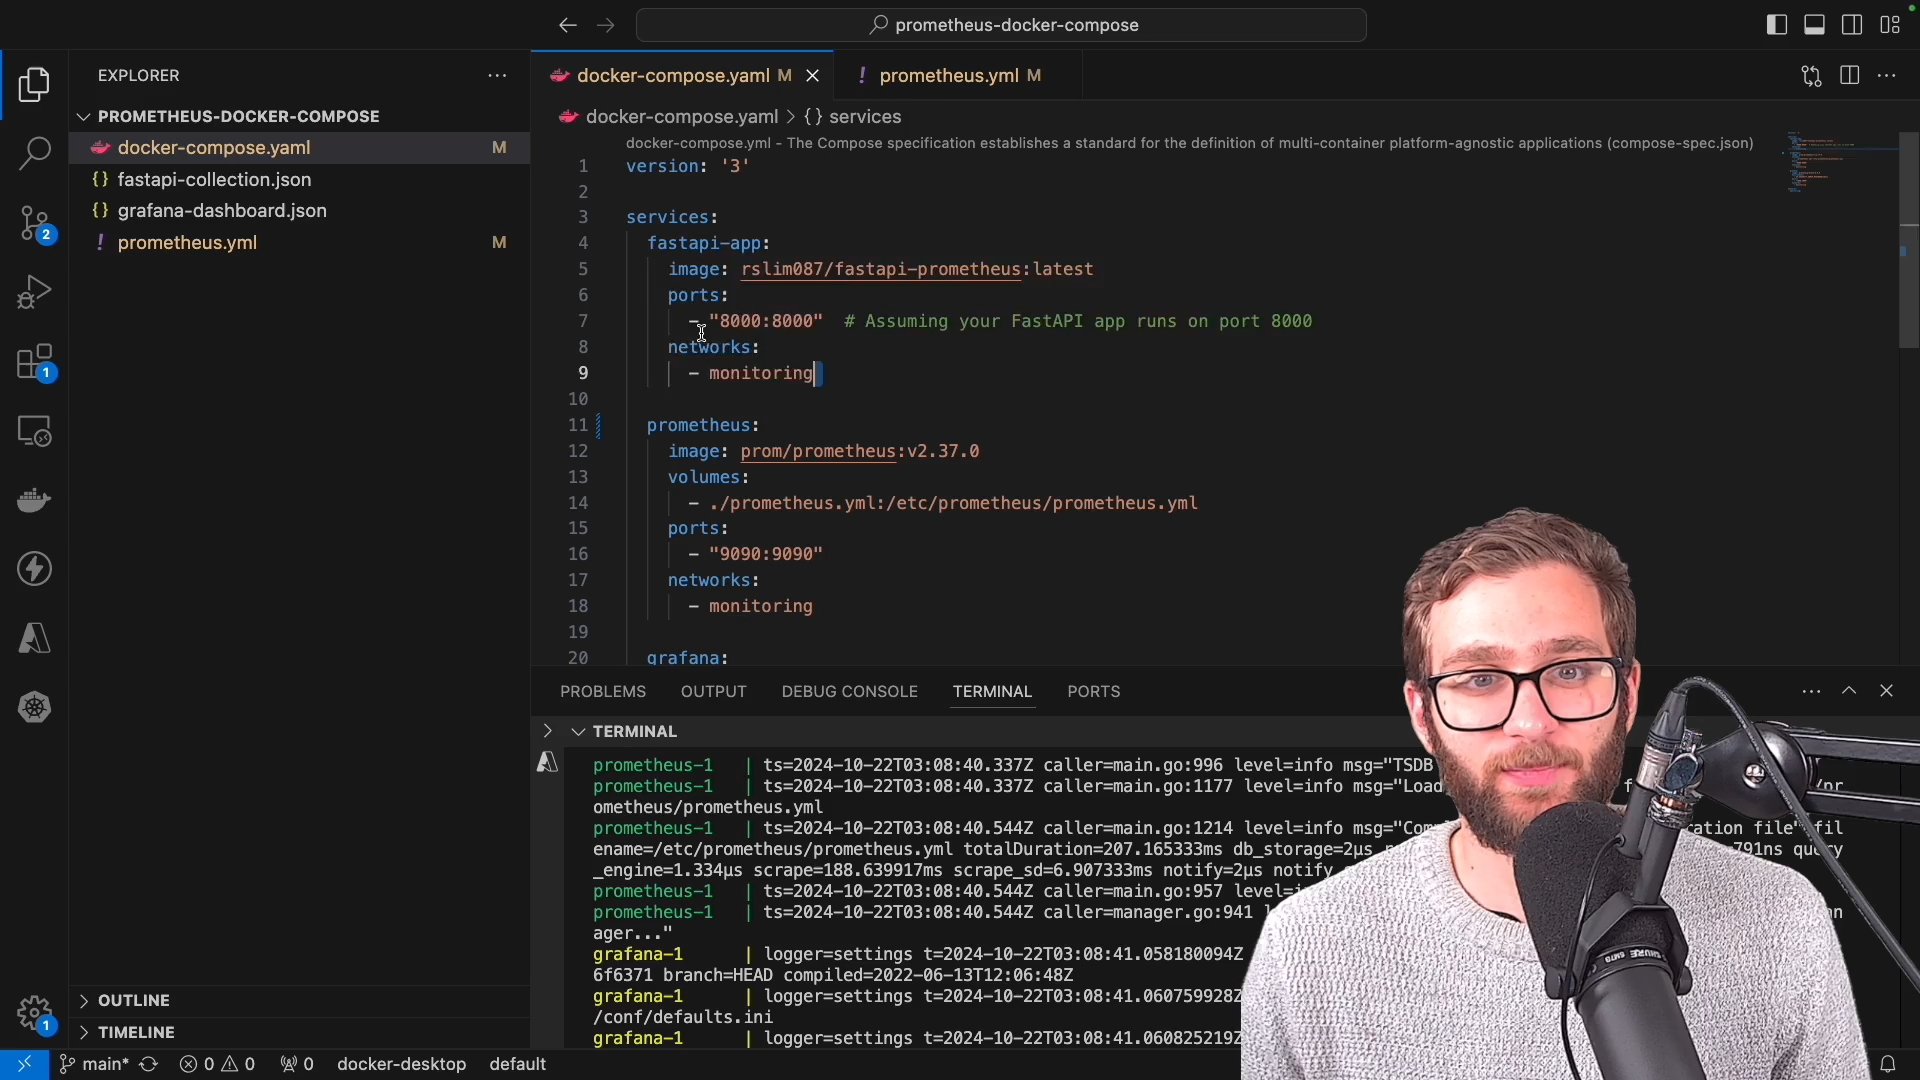 prometheus-docker-compose
EXPLORER
PROMETHEUS-DOCKER-COMPOSE
docker-compose.yaml M
fastapi-collection.json
grafana-dashboard.json
prometheus.yml M
2
1
OUTLINE
TIMELINE
1
docker-compose.yaml M
prometheus.yml M
docker-compose.yaml > {} services
docker-compose.yml - The Compose specification establishes a standard for the definition of multi-container platform-agnostic applications (compose-spec.json)
1 version: '3'
2
3 services:
4 fastapi-app:
5 image: rslim087/fastapi-prometheus:latest
6 ports:
7 - "8000:8000" # Assuming your FastAPI app runs on port 8000
8 networks:
9 - monitoring
10
11 prometheus:
12 image: prom/prometheus:v2.37.0
13 volumes:
14 - ./prometheus.yml:/etc/prometheus/prometheus.yml
15 ports:
16 - "9090:9090"
17 networks:
18 - monitoring
19
20 grafana:
PROBLEMS OUTPUT DEBUG CONSOLE TERMINAL PORTS
TERMINAL
prometheus-1 | ts=2024-10-22T03:08:40.337Z caller=main.go:996 level=info msg="TSDB
prometheus-1 | ts=2024-10-22T03:08:40.337Z caller=main.go:1177 level=info msg="Load
ometheus/prometheus.yml
prometheus-1 | ts=2024-10-22T03:08:40.544Z caller=main.go:1214 level=info msg="Com
ename=/etc/prometheus/prometheus.yml totalDuration=207.165333ms db_storage=2µs 791ns query
_engine=1.334µs scrape=188.639917ms scrape_sd=6.907333ms notify=2µs notify_
prometheus-1 | ts=2024-10-22T03:08:40.544Z caller=main.go:957 level=i
prometheus-1 | ts=2024-10-22T03:08:40.544Z caller=manager.go:941 l
ager..."
grafana-1 | logger=settings t=2024-10-22T03:08:41.058180094Z
6f6371 branch=HEAD compiled=2022-06-13T12:06:48Z
grafana-1 | logger=settings t=2024-10-22T03:08:41.060759928Z
/conf/defaults.ini
grafana-1 | logger=settings t=2024-10-22T03:08:41.060825219Z
main* 0 0 0 docker-desktop default
SHURE SM7B